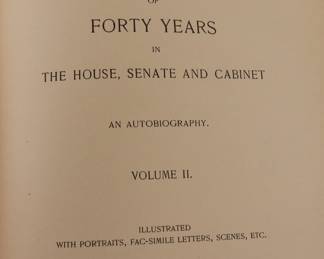 OF
FORTY YEARS
IN
THE HOUSE, SENATE AND CABINET
AN AUTOBIOGRAPHY.
VOLUME II.
ILLUSTRATED
WITH PORTRAITS, FAC-SIMILE LETTERS, SCENES, ETC.